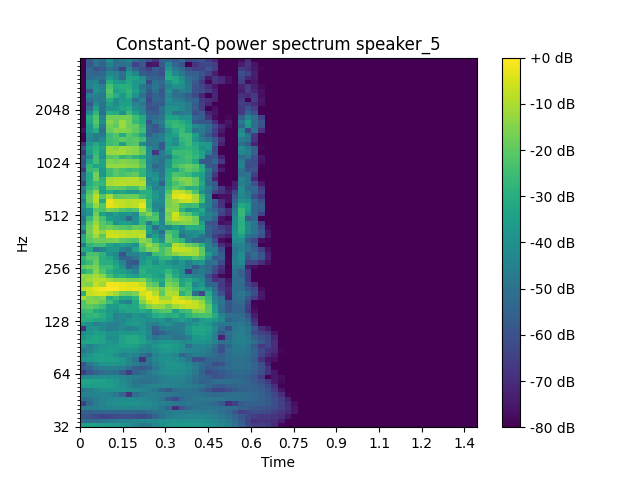 Constant-Q power spectrum speaker_5
Hz
2048
1024
512
256
128
64
32
0 0.15 0.3 0.45 0.6 0.75 0.9 1.1 1.2 1.4
Time
+0 dB
-10 dB
-20 dB
-30 dB
-40 dB
-50 dB
-60 dB
-70 dB
-80 dB